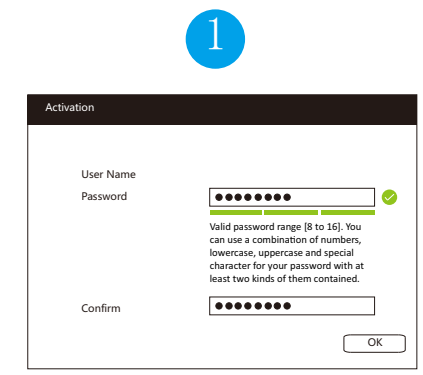 1
Activation
User Name
Password
●●●●●●●●
Valid password range [8 to 16]. You
can use a combination of numbers,
lowercase, uppercase and special
character for your password with at
least two kinds of them contained.
Confirm
●●●●●●●●
OK